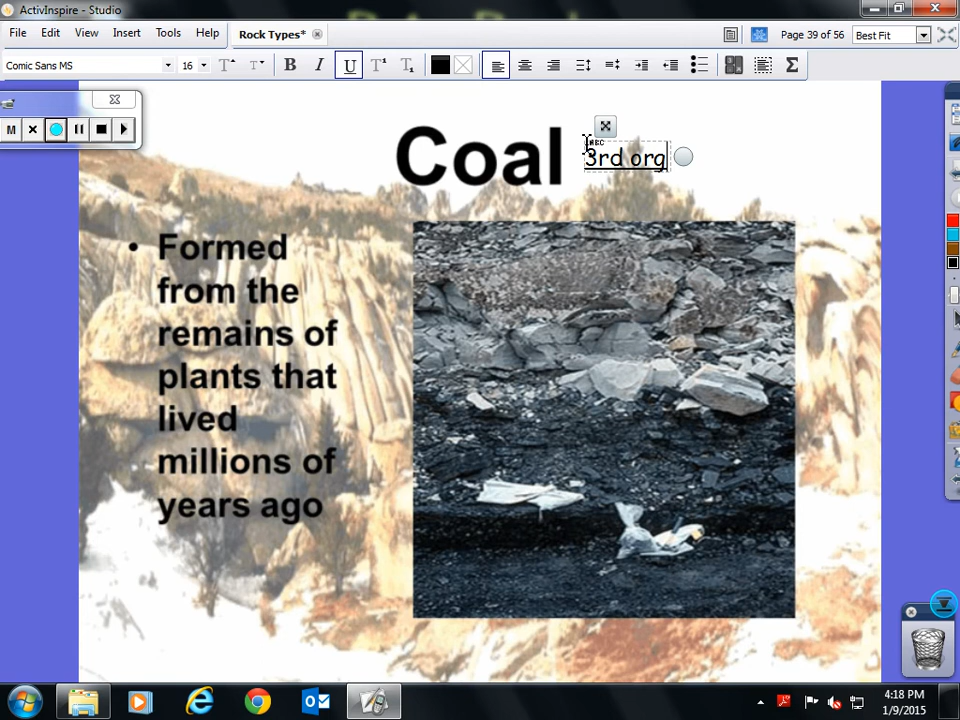 ActivInspire - Studio
File Edit View Insert Tools Help Rock Types* Page 39 of 56 Best Fit
Comic Sans MS 16 B I U
M
Coal 3rd org
• Formed
from the
remains of
plants that
lived
millions of
years ago
4:18 PM
1/9/2015